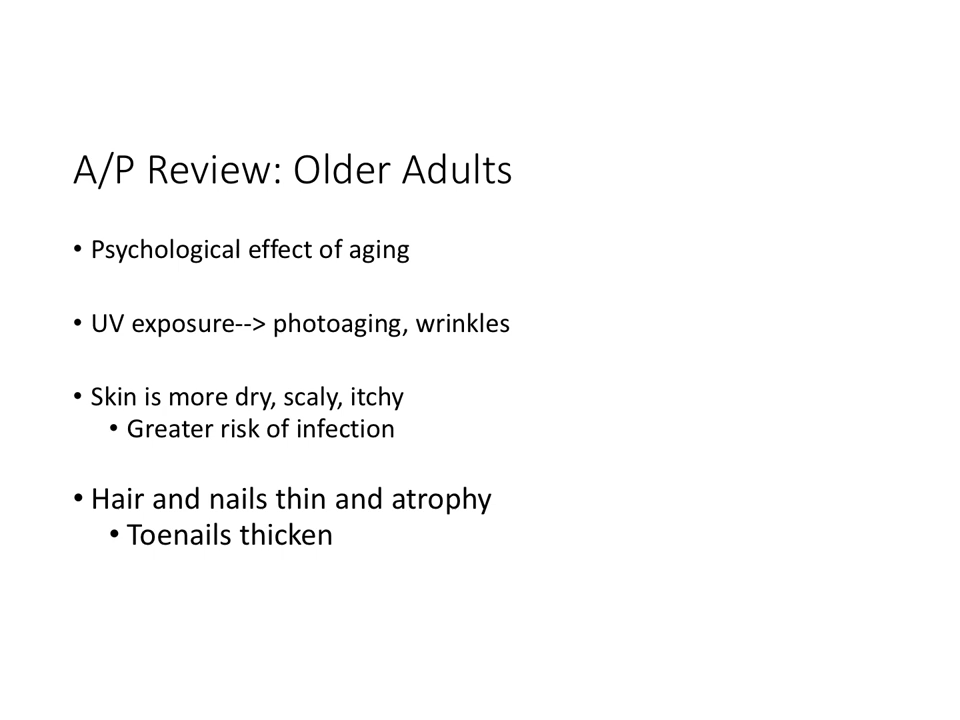 A/P Review: Older Adults
• Psychological effect of aging
• UV exposure--> photoaging, wrinkles
• Skin is more dry, scaly, itchy
• Greater risk of infection
• Hair and nails thin and atrophy
• Toenails thicken